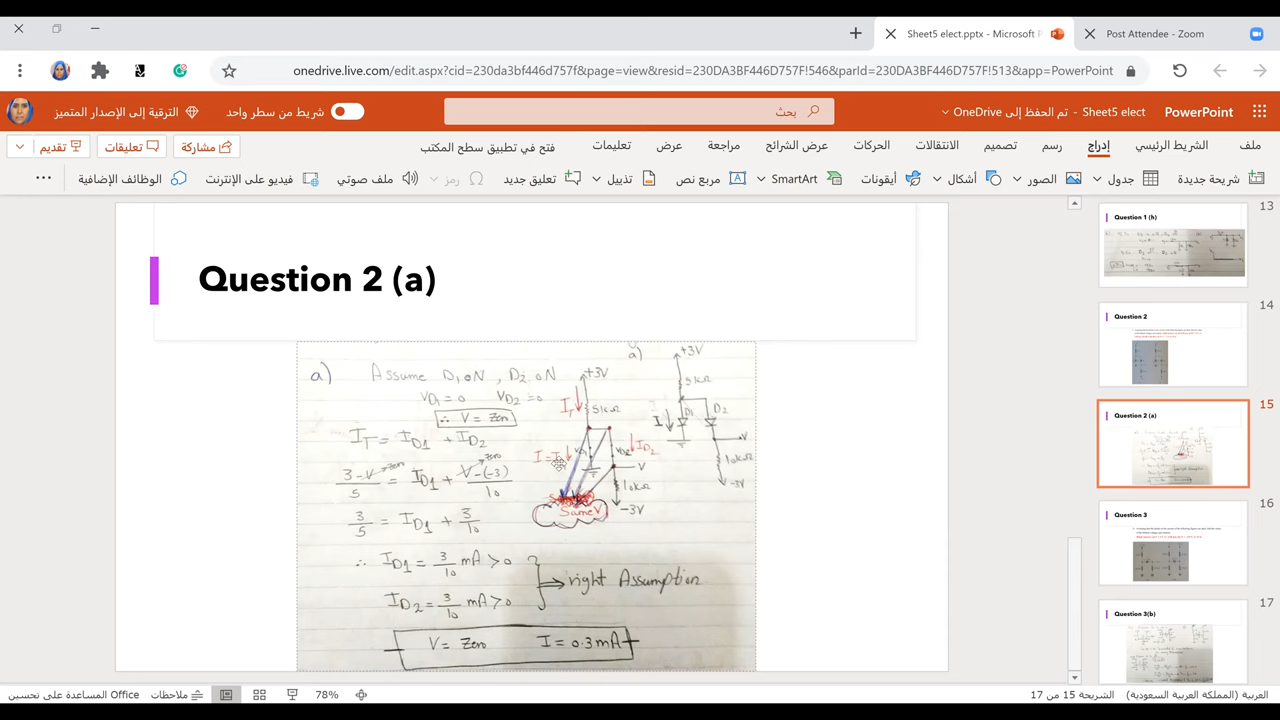 Sheet5 elect.pptx - Microsoft P
Post Attendee - Zoom
onedrive.live.com/edit.aspx?cid=230da3bf446d757f&page=view&resid=230DA3BF446D757F!546&parId=230DA3BF446D757F!513&app=PowerPoint
PowerPoint
Sheet5 elect - تم الحفظ إلى OneDrive
بحث
شريط من سطر واحد
الترقية إلى الإصدار المتميز
ملف الشريط الرئيسي إدراج رسم تصميم الانتقالات الحركات عرض الشرائح مراجعة عرض تعليمات فتح في تطبيق سطح المكتب
مشاركة تعليقات تقديم
شريحة جديدة جدول الصور أشكال أيقونات SmartArt مربع نص تذييل تعليق جديد رمز ملف صوتي فيديو على الإنترنت الوظائف الإضافية
Question 2 (a)
a) Assume D1 oN, D2 oN
VD1 = 0 VD2 = 0
∴ V = Zero
IT = ID1 + ID2
3-V/5 = ID1 + V-(-3)/10
3/5 = ID1 + 3/10
∴ ID1 = 3/10 mA > 0
ID2 = 3/10 mA > 0
right Assumption
V = Zero I = 0.3 mA
+3V
5kΩ
ID2
V
10kΩ
-3V
Same V
a)
+3V
5kΩ
I D1 D2
V
10kΩ
-3V
13
Question 1 (h)
14
Question 2
15
Question 2 (a)
16
Question 3
17
Question 3(b)
العربية (المملكة العربية السعودية)
الشريحة 15 من 17
78%
ملاحظات
Office المساعدة على تحسين